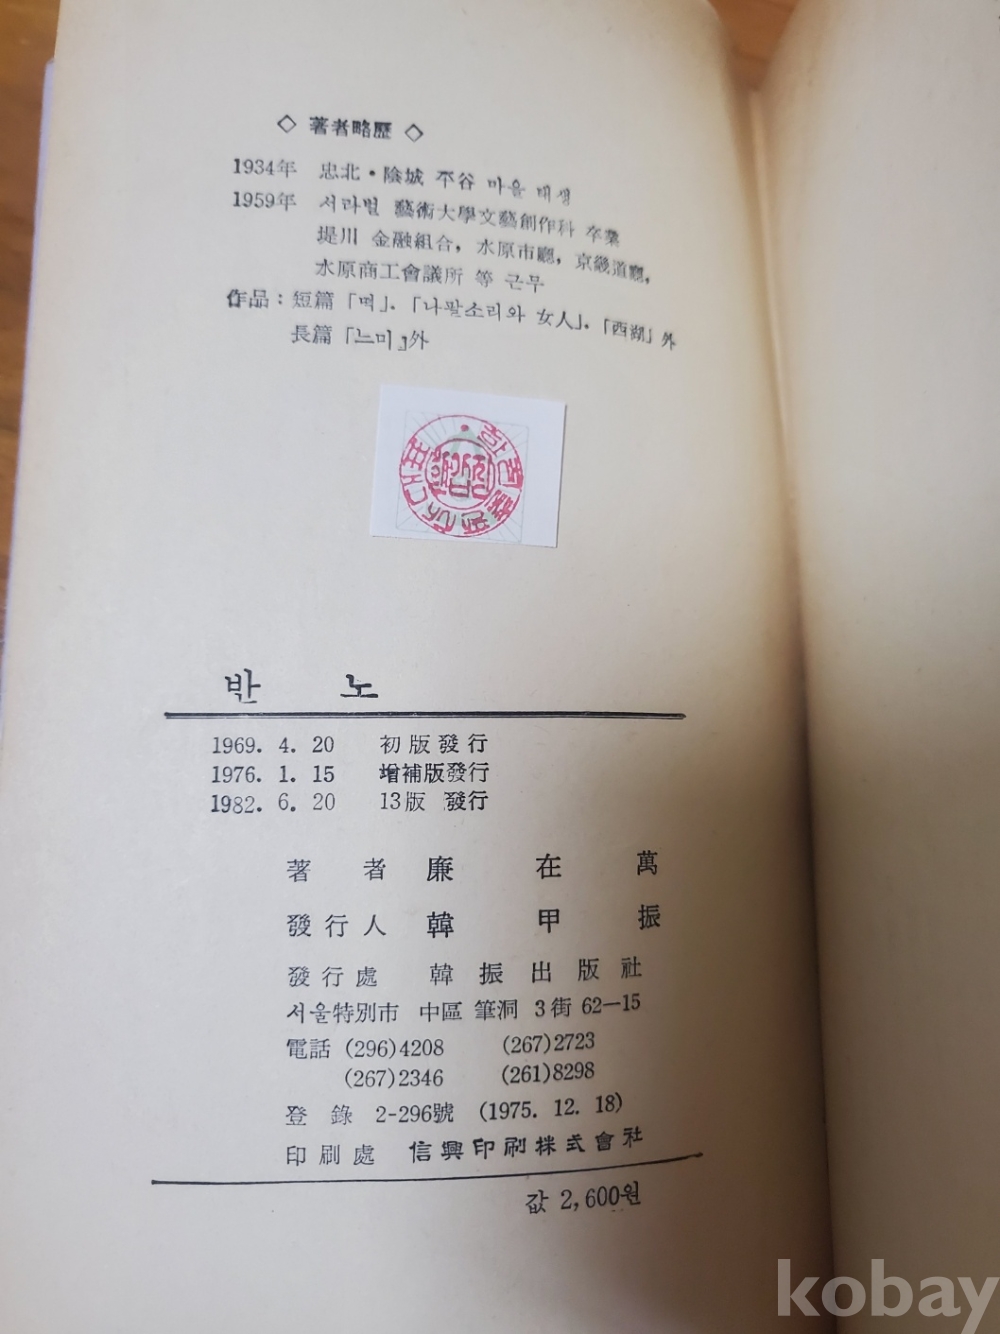 ◇ 著者略歷 ◇
1934年 忠北・陰城 不谷 마을 태생
1959年 서라벌 藝術大學文藝創作科 卒業
堤川 金融組合, 水原市廳, 京畿道廳,
水原商工會議所 等 근무
作品 : 短篇「떡」.「나팔소리와 女人」.「西湖」外
長篇「느미」外
반 노
1969. 4. 20 初版發行
1976. 1. 15 增補版發行
1982. 6. 20 13版 發行
著 者 廉 在 萬
發行人 韓 甲 振
發行處 韓振出版社
서울特別市 中區 筆洞 3街 62—15
電話 (296)4208 (267)2723
(267)2346 (261)8298
登 錄 2-296號 (1975. 12. 18)
印刷處 信興印刷株式會社
값 2,600원
kobay